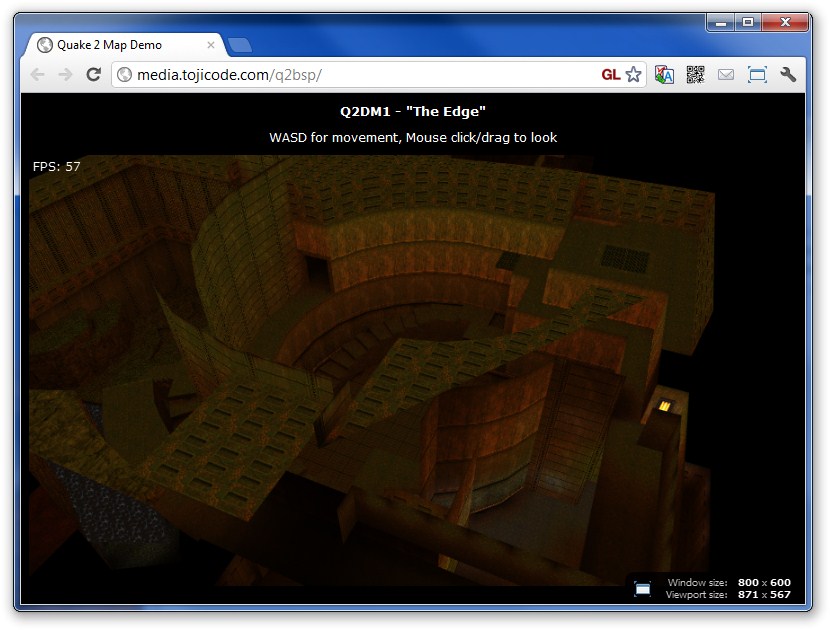 Quake 2 Map Demo
media.tojicode.com/q2bsp/
GL
Q2DM1 - "The Edge"
WASD for movement, Mouse click/drag to look
FPS: 57
Window size: 800 x 600
Viewport size: 871 x 567